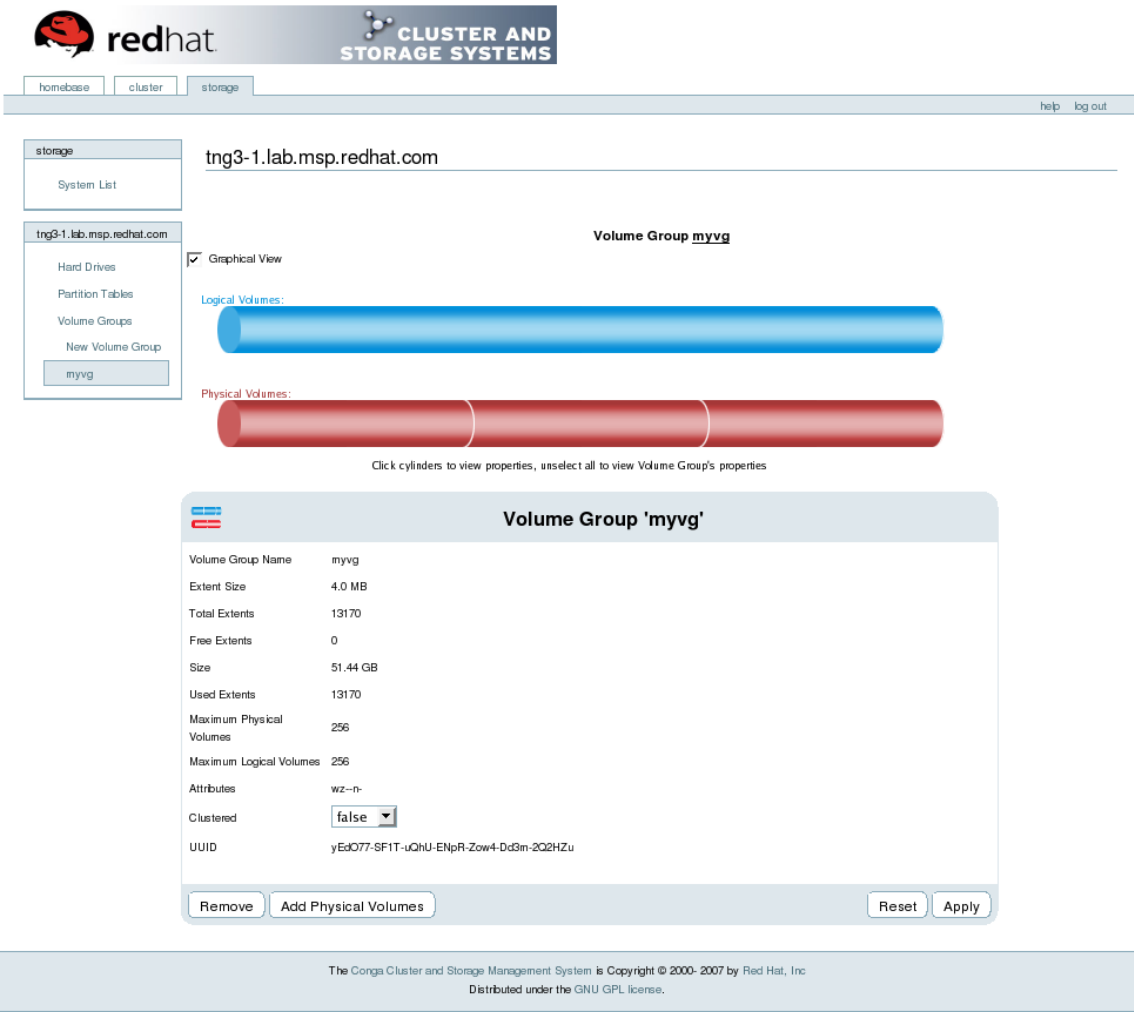 redhat.
CLUSTER AND
STORAGE SYSTEMS
homebase cluster storage
help log out
storage
System List
tng3-1.lab.msp.redhat.com
Hard Drives
Partition Tables
Volume Groups
New Volume Group
myvg
tng3-1.lab.msp.redhat.com
Volume Group myvg
Graphical View
Logical Volumes:
Physical Volumes:
Click cylinders to view properties, unselect all to view Volume Group's properties
Volume Group 'myvg'
Volume Group Name myvg
Extent Size 4.0 MB
Total Extents 13170
Free Extents 0
Size 51.44 GB
Used Extents 13170
Maximum Physical
Volumes 256
Maximum Logical Volumes 256
Attributes wz--n-
Clustered false
UUID yEdO77-SF1T-uQhU-ENpR-Zow4-Dd3m-2Q2HZu
Remove Add Physical Volumes Reset Apply
The Conga Cluster and Storage Management System is Copyright © 2000- 2007 by Red Hat, Inc
Distributed under the GNU GPL license.